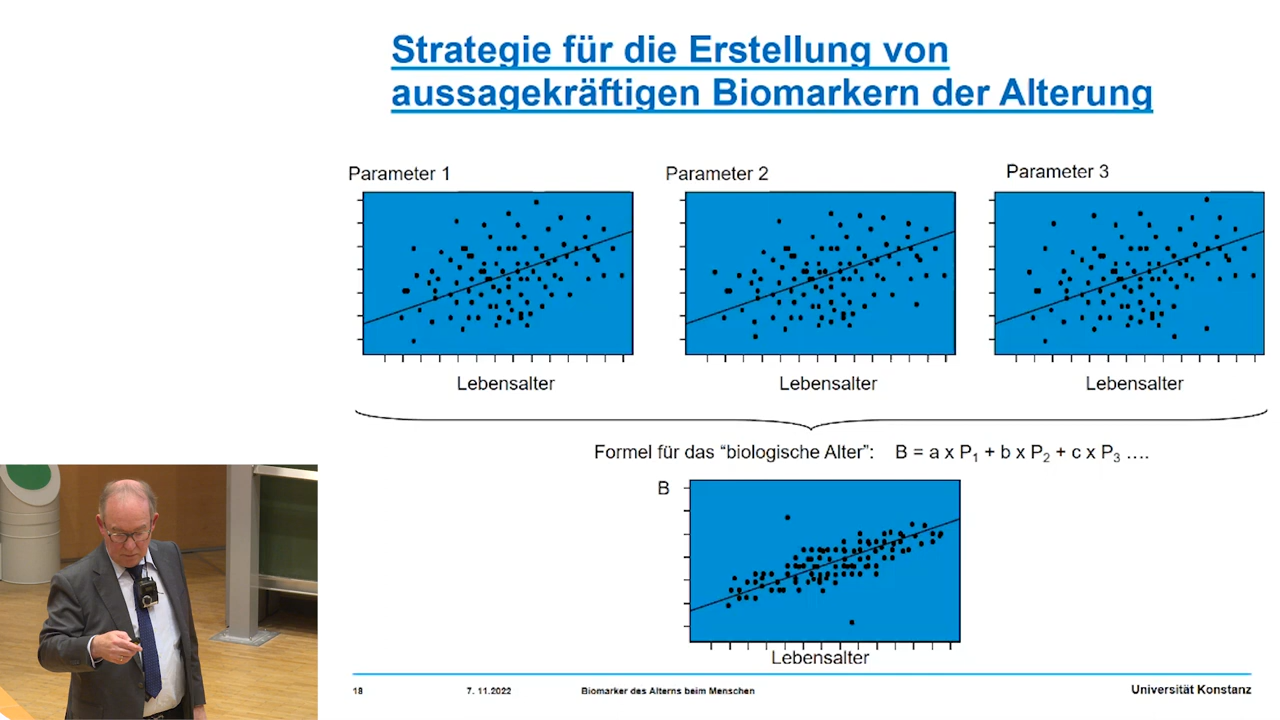 Strategie für die Erstellung von
aussagekräftigen Biomarkern der Alterung
Parameter 1
Parameter 2
Parameter 3
Lebensalter
Lebensalter
Lebensalter
Formel für das “biologische Alter”: B = a x P₁ + b x P₂ + c x P₃ ….
B
Lebensalter
18
7. 11.2022
Biomarker des Alterns beim Menschen
Universität Konstanz